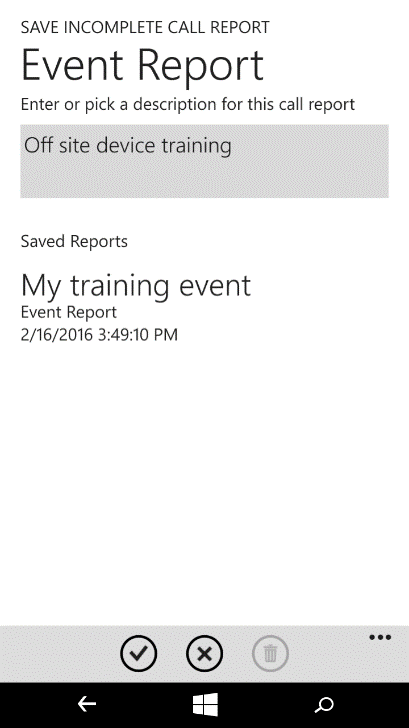 SAVE INCOMPLETE CALL REPORT
Event Report
Enter or pick a description for this call report
Off site device training
Saved Reports
My training event
Event Report
2/16/2016 3:49:10 PM